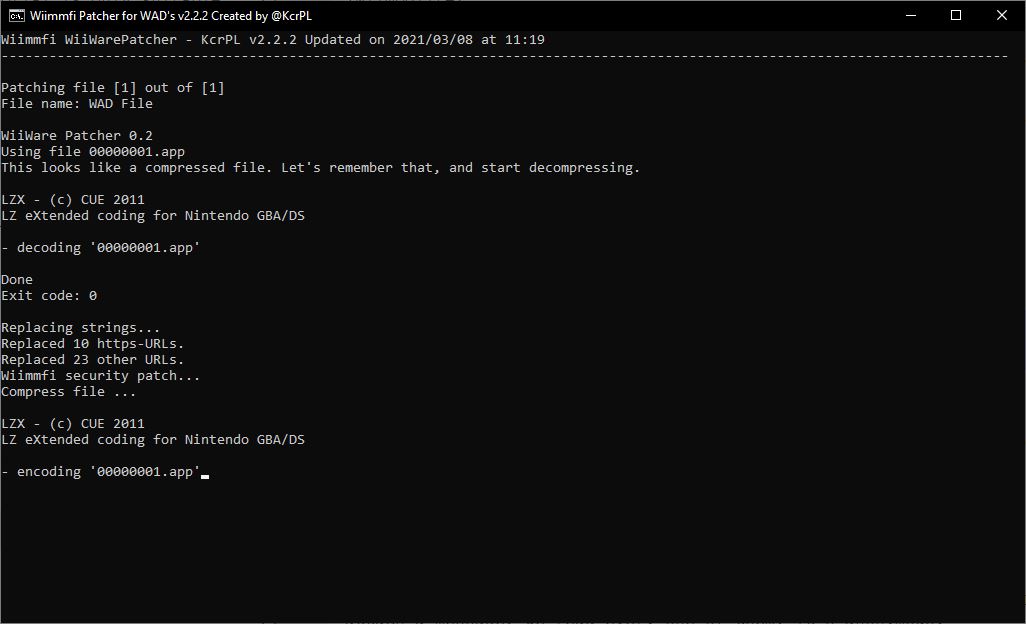 Wiimmfi Patcher for WAD's v2.2.2 Created by @KcrPL
Wiimmfi WiiWarePatcher - KcrPL v2.2.2 Updated on 2021/03/08 at 11:19
------------------------------------------------------------------------------------------------------------------------------
Patching file [1] out of [1]
File name: WAD File
WiiWare Patcher 0.2
Using file 00000001.app
This looks like a compressed file. Let's remember that, and start decompressing.
LZX - (c) CUE 2011
LZ eXtended coding for Nintendo GBA/DS
- decoding '00000001.app'
Done
Exit code: 0
Replacing strings...
Replaced 10 https-URLs.
Replaced 23 other URLs.
Wiimmfi security patch...
Compress file ...
LZX - (c) CUE 2011
LZ eXtended coding for Nintendo GBA/DS
- encoding '00000001.app'